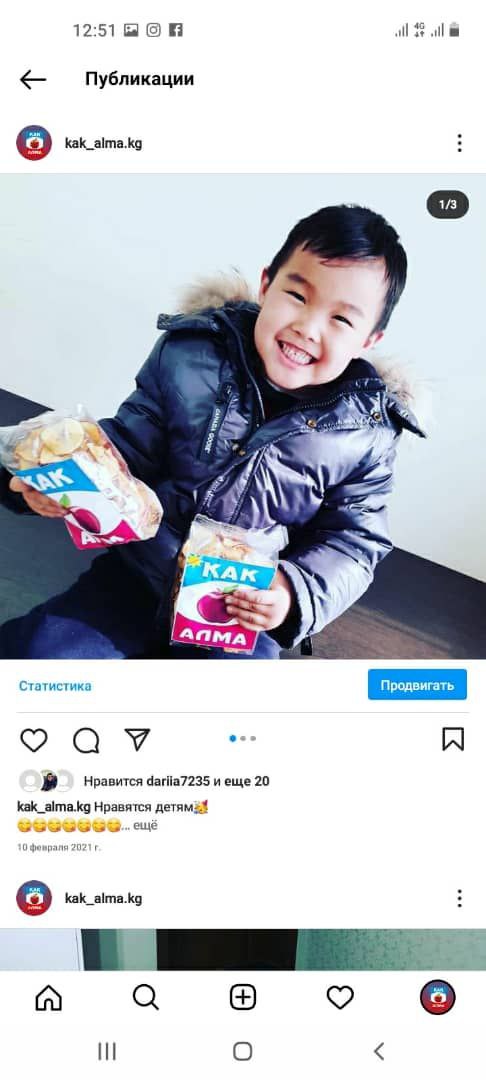 12:51
4G
Публикации
kak_alma.kg
1/3
КАК
КАК
АЛМА
Статистика
Продвигать
Нравится dariia7235 и еще 20
kak_alma.kg Нравятся детям🥳
😋😋😋😋😋😋😋... ещё
10 февраля 2021 г.
kak_alma.kg